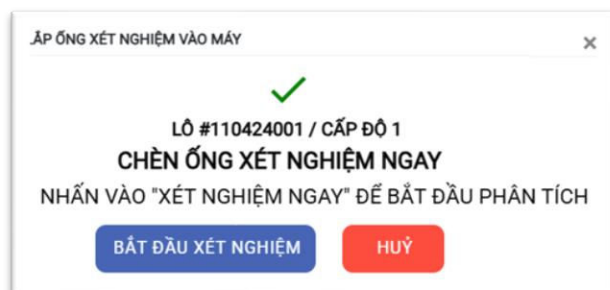 ẮP ỐNG XÉT NGHIỆM VÀO MÁY
×
LÔ #110424001 / CẤP ĐỘ 1
CHÈN ỐNG XÉT NGHIỆM NGAY
NHẤN VÀO "XÉT NGHIỆM NGAY" ĐỂ BẮT ĐẦU PHÂN TÍCH
BẮT ĐẦU XÉT NGHIỆM
HUỶ